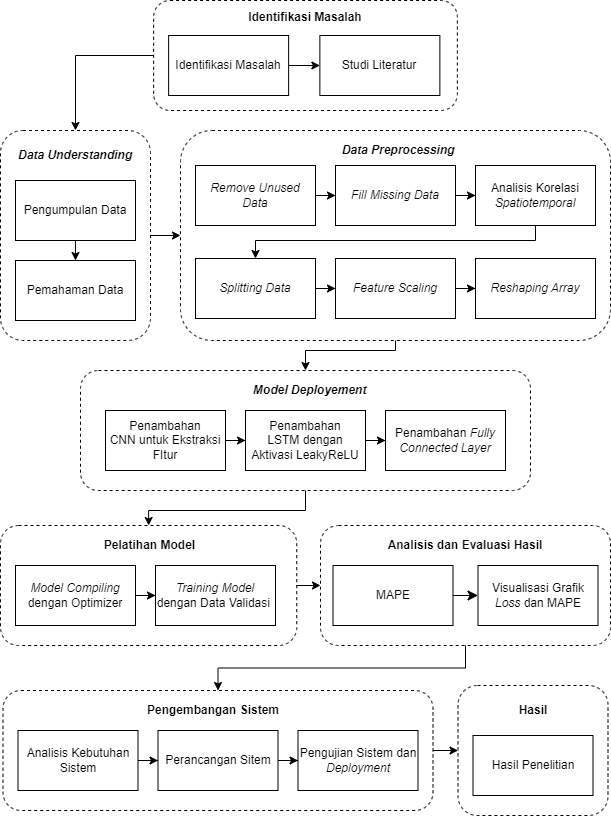 Identifikasi Masalah
Identifikasi Masalah
Studi Literatur
Data Understanding
Pengumpulan Data
Pemahaman Data
Data Preprocessing
Remove Unused
Data
Fill Missing Data
Analisis Korelasi
Spatiotemporal
Splitting Data
Feature Scaling
Reshaping Array
Model Deployement
Penambahan
CNN untuk Ekstraksi
FItur
Penambahan
LSTM dengan
Aktivasi LeakyReLU
Penambahan Fully
Connected Layer
Pelatihan Model
Model Compiling
dengan Optimizer
Training Model
dengan Data Validasi
Analisis dan Evaluasi Hasil
MAPE
Visualisasi Grafik
Loss dan MAPE
Pengembangan Sistem
Analisis Kebutuhan
Sistem
Perancangan Sitem
Pengujian Sistem dan
Deployment
Hasil
Hasil Penelitian